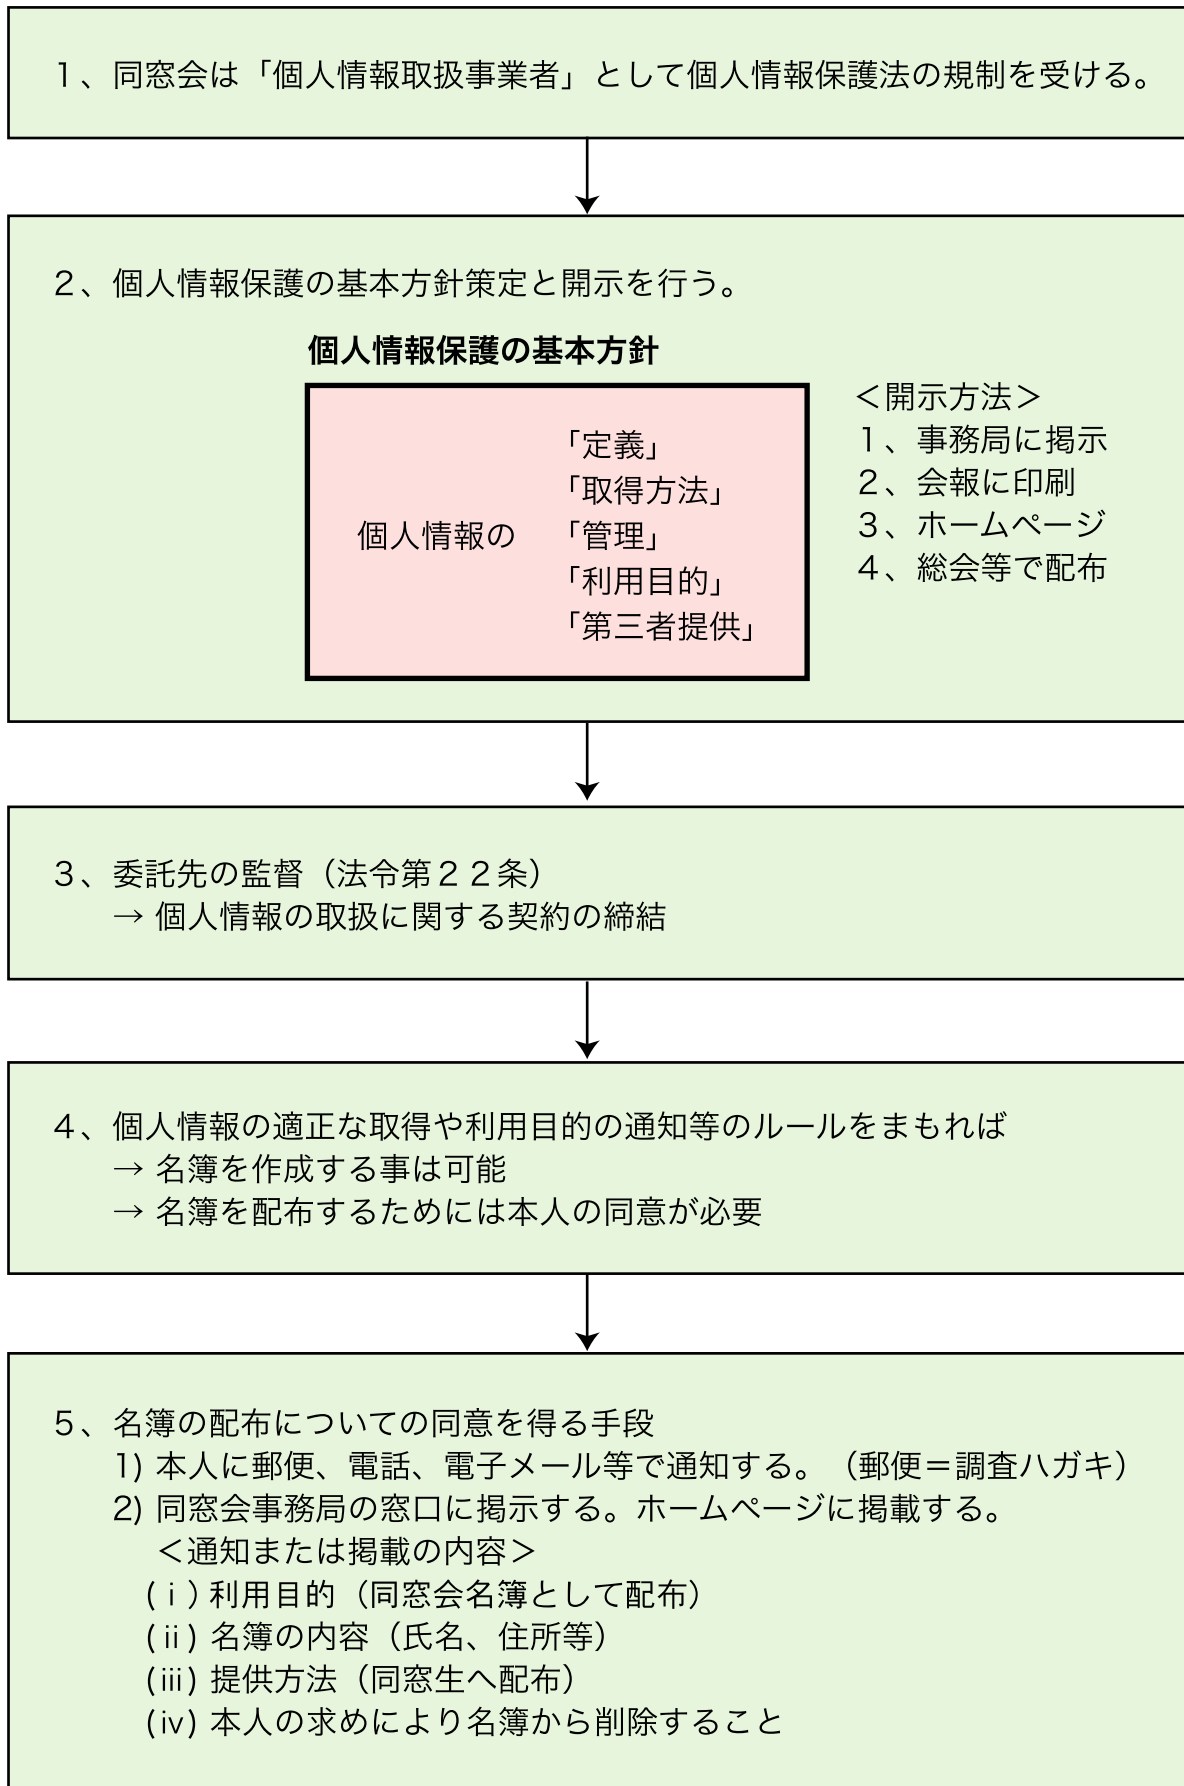 １、同窓会は「個人情報取扱事業者」として個人情報保護法の規制を受ける。
２、個人情報保護の基本方針策定と開示を行う。
個人情報保護の基本方針
個人情報の
「定義」
「取得方法」
「管理」
「利用目的」
「第三者提供」
＜開示方法＞
１、事務局に掲示
２、会報に印刷
３、ホームページ
４、総会等で配布
３、委託先の監督（法令第２２条）
→ 個人情報の取扱に関する契約の締結
４、個人情報の適正な取得や利用目的の通知等のルールをまもれば
→ 名簿を作成する事は可能
→ 名簿を配布するためには本人の同意が必要
５、名簿の配布についての同意を得る手段
1) 本人に郵便、電話、電子メール等で通知する。（郵便＝調査ハガキ）
2) 同窓会事務局の窓口に掲示する。ホームページに掲載する。
＜通知または掲載の内容＞
(ⅰ) 利用目的（同窓会名簿として配布）
(ⅱ) 名簿の内容（氏名、住所等）
(ⅲ) 提供方法（同窓生へ配布）
(ⅳ) 本人の求めにより名簿から削除すること